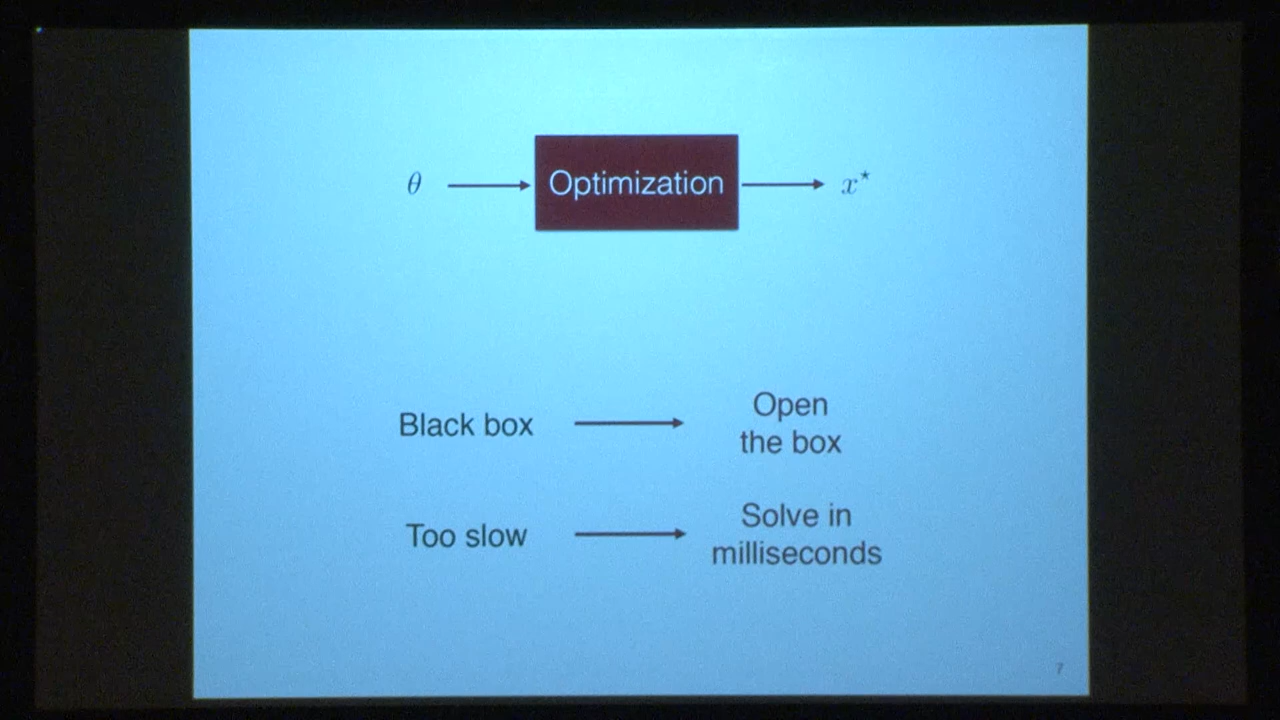 θ Optimization x*
Black box
Open
the box
Too slow
Solve in
milliseconds
7